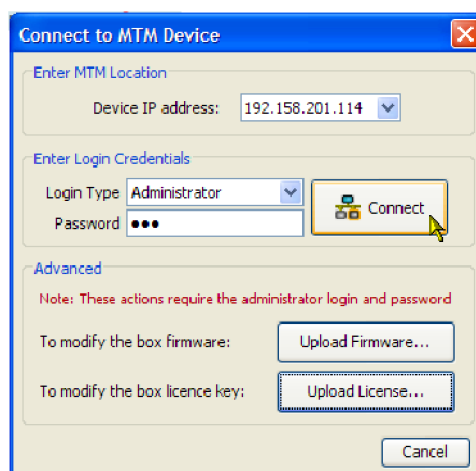 Connect to MTM Device
Enter MTM Location
Device IP address: 192.158.201.114
Enter Login Credentials
Login Type Administrator
Connect
Password ●●●
Advanced
Note: These actions require the administrator login and password
To modify the box firmware: Upload Firmware...
To modify the box licence key: Upload License...
Cancel